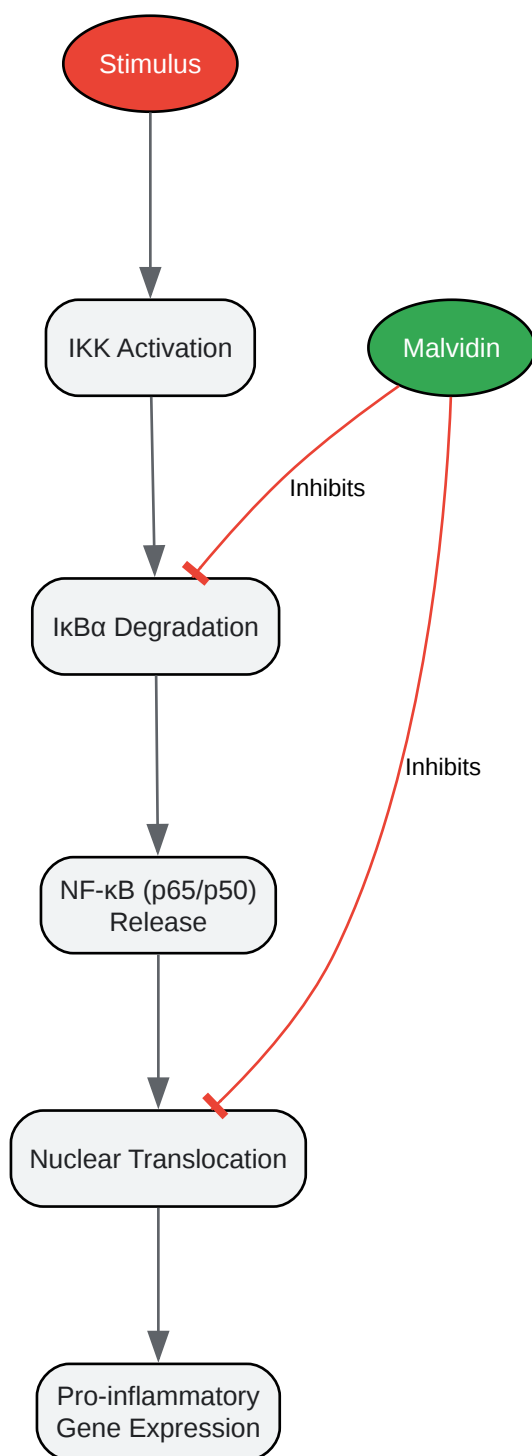 Stimulus
IKK Activation
Malvidin
Inhibits
IκBα Degradation
Inhibits
NF-κB (p65/p50)
Release
Nuclear Translocation
Pro-inflammatory
Gene Expression